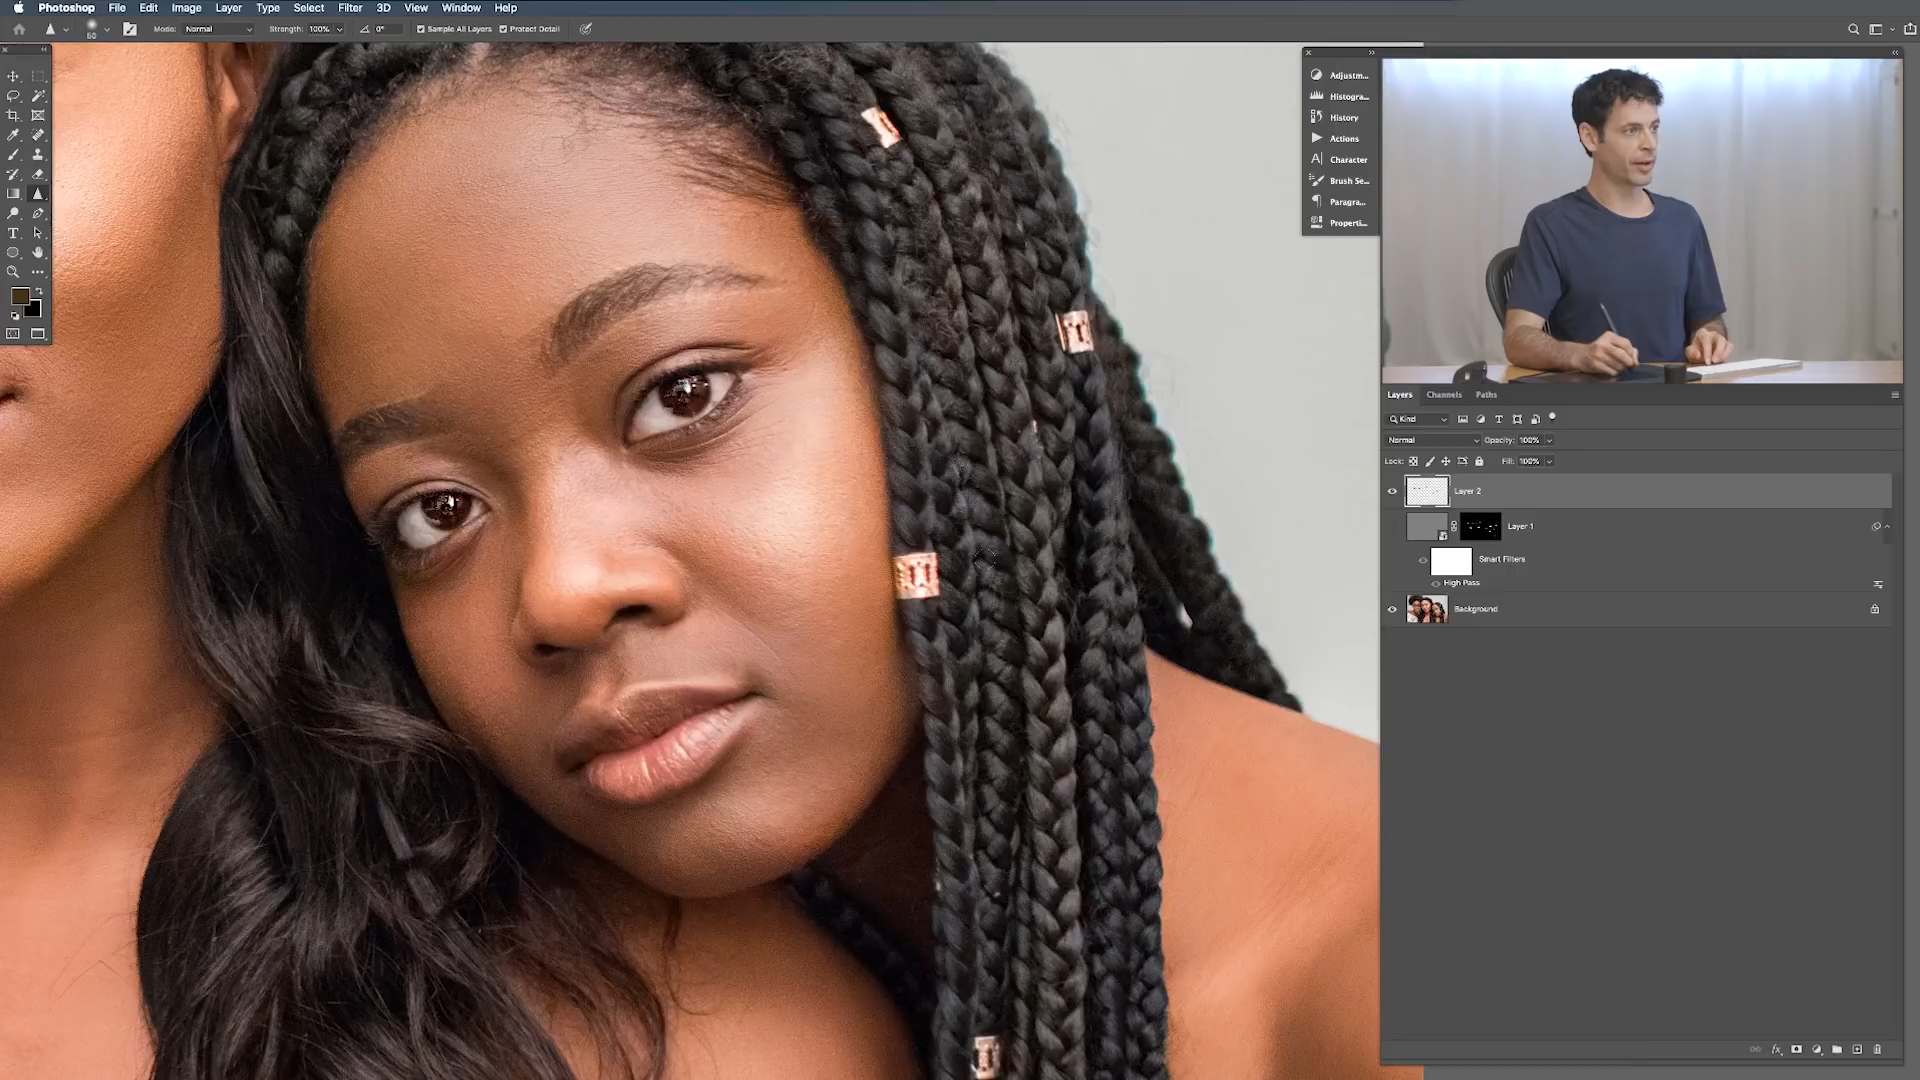 Photoshop File Edit Image Layer Type Select Filter 3D View Window Help
50 Mode: Normal Strength: 100% 0° Sample All Layers Protect Detail
Adjustm...
Histogra...
History
Actions
Character
Brush Se...
Paragra...
Properti...
Layers Channels Paths
Kind
Normal Opacity: 100%
Lock: Fill: 100%
Layer 2
Layer 1
Smart Filters
High Pass
Background